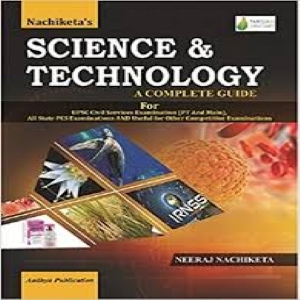 Nachiketa's
SCIENCE &
TECHNOLOGY
A COMPLETE GUIDE
For
UPSC Civil Services Examination [PT And Main],
All State PCS Examinations AND Useful for Other Competitive Examinations
IRNSS
NEERAJ NACHIKETA
Publication